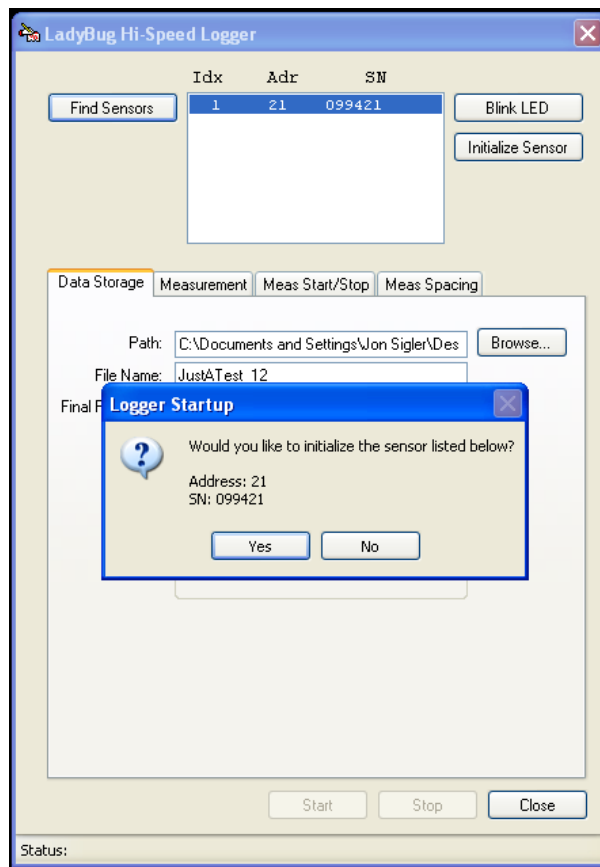 LadyBug Hi-Speed Logger
Idx Adr SN
Find Sensors
1 21 099421
Blink LED
Initialize Sensor
Data Storage Measurement Meas Start/Stop Meas Spacing
Path: C:\Documents and Settings\Jon Sigler\Des Browse...
File Name: JustATest_12
Final F
Logger Startup
Would you like to initialize the sensor listed below?
Address: 21
SN: 099421
Yes No
Start Stop Close
Status: